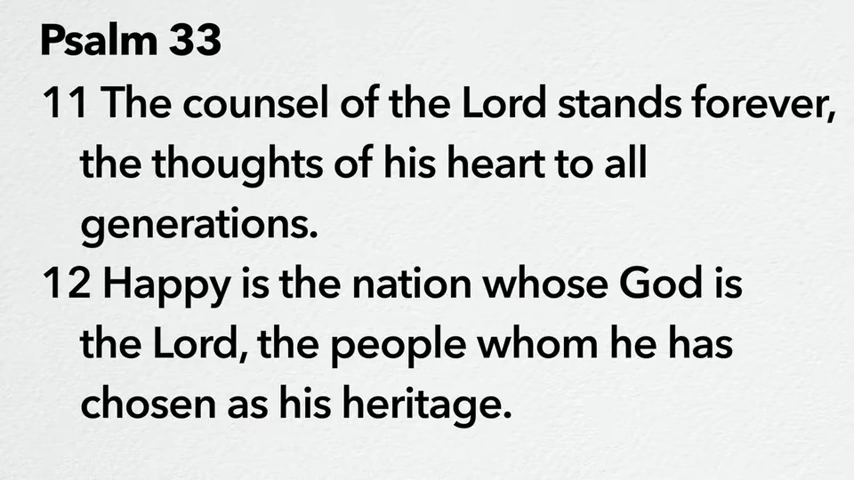 Psalm 33
11 The counsel of the Lord stands forever,
the thoughts of his heart to all
generations.
12 Happy is the nation whose God is
the Lord, the people whom he has
chosen as his heritage.